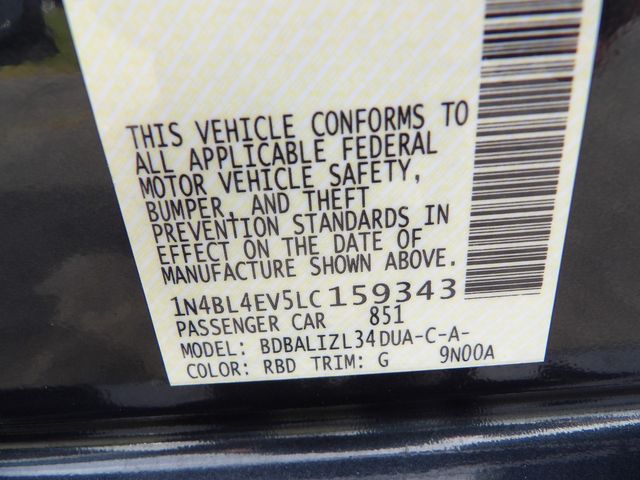 THIS VEHICLE CONFORMS TO
ALL APPLICABLE FEDERAL
MOTOR VEHICLE SAFETY,
BUMPER, AND THEFT
PREVENTION STANDARDS IN
EFFECT ON THE DATE OF
MANUFACTURE SHOWN ABOVE.
1N4BL4EV5LC159343
PASSENGER CAR 851
MODEL: BDBALIZL34DUA-C-A-
COLOR: RBD TRIM: G 9N00A